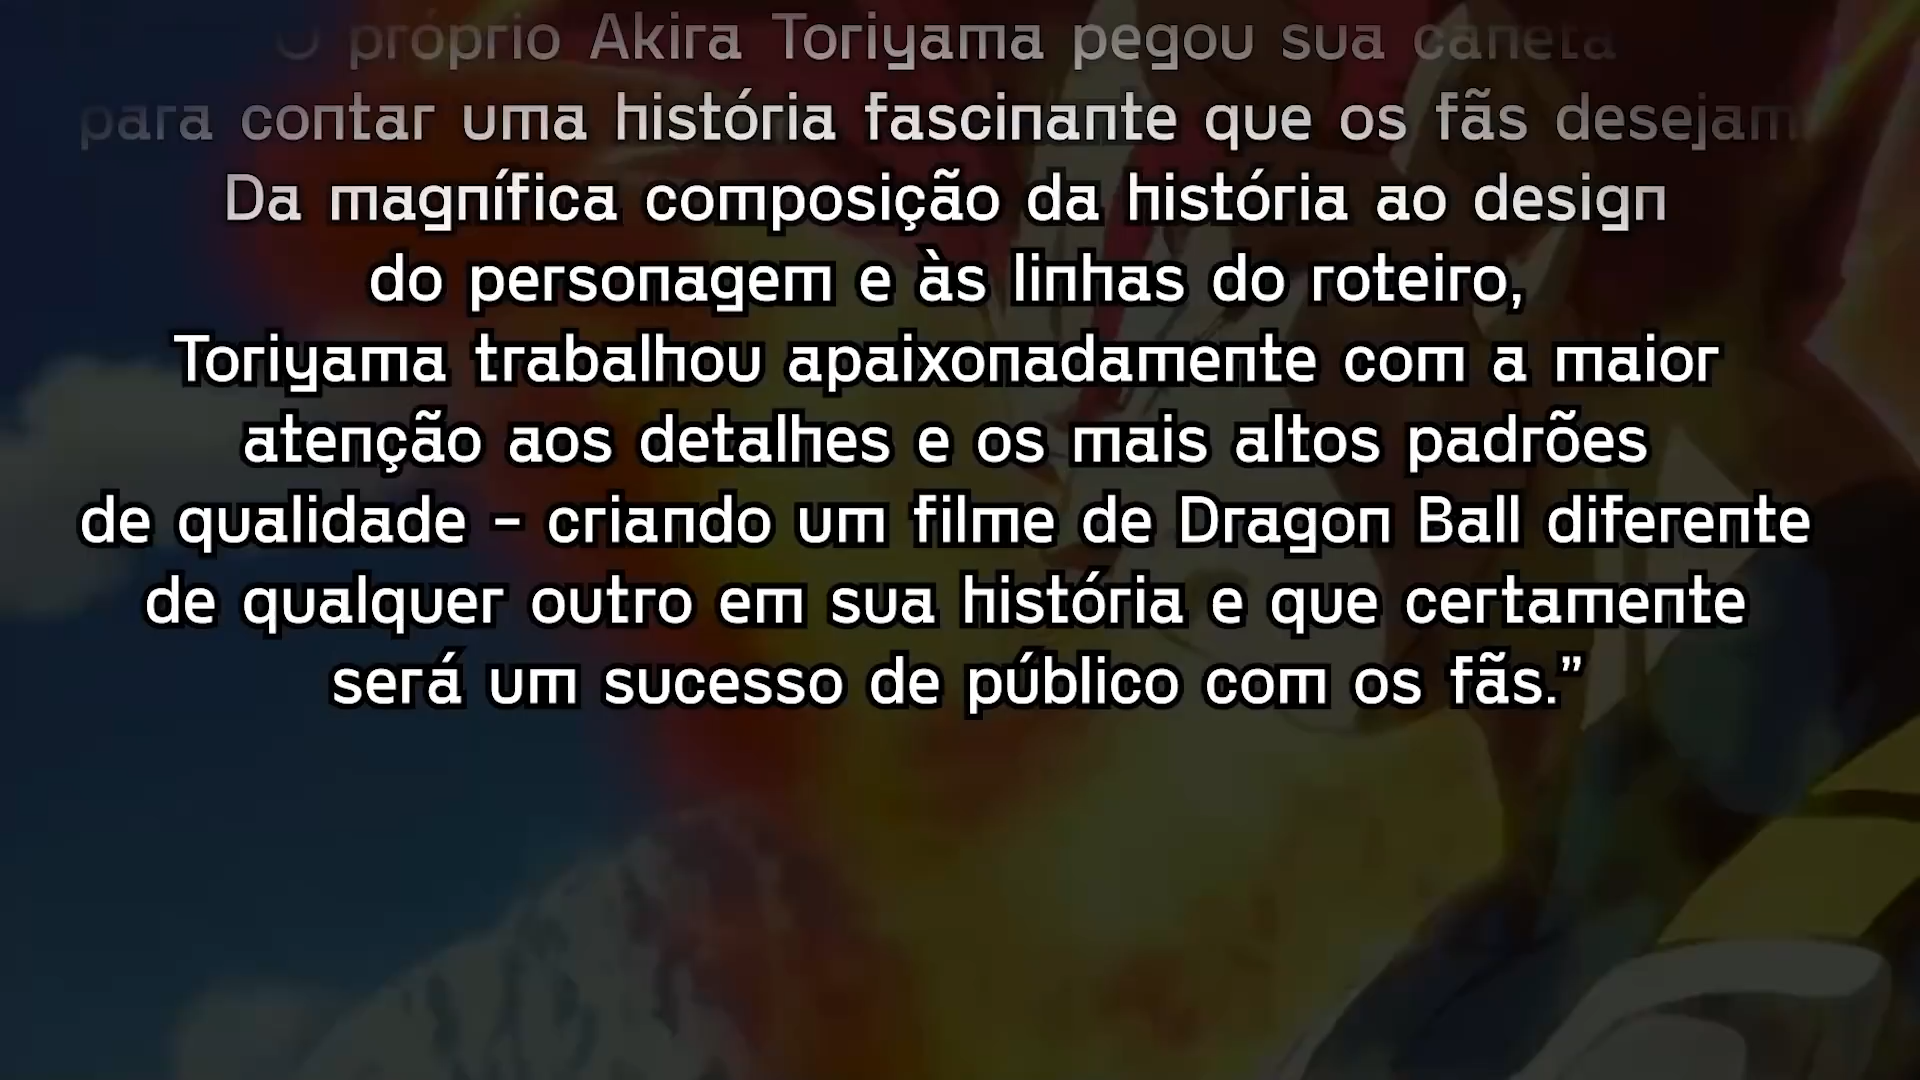 O próprio Akira Toriyama pegou sua caneta
para contar uma história fascinante que os fãs desejam
Da magnífica composição da história ao design
do personagem e às linhas do roteiro,
Toriyama trabalhou apaixonadamente com a maior
atenção aos detalhes e os mais altos padrões
de qualidade – criando um filme de Dragon Ball diferente
de qualquer outro em sua história e que certamente
será um sucesso de público com os fãs.”